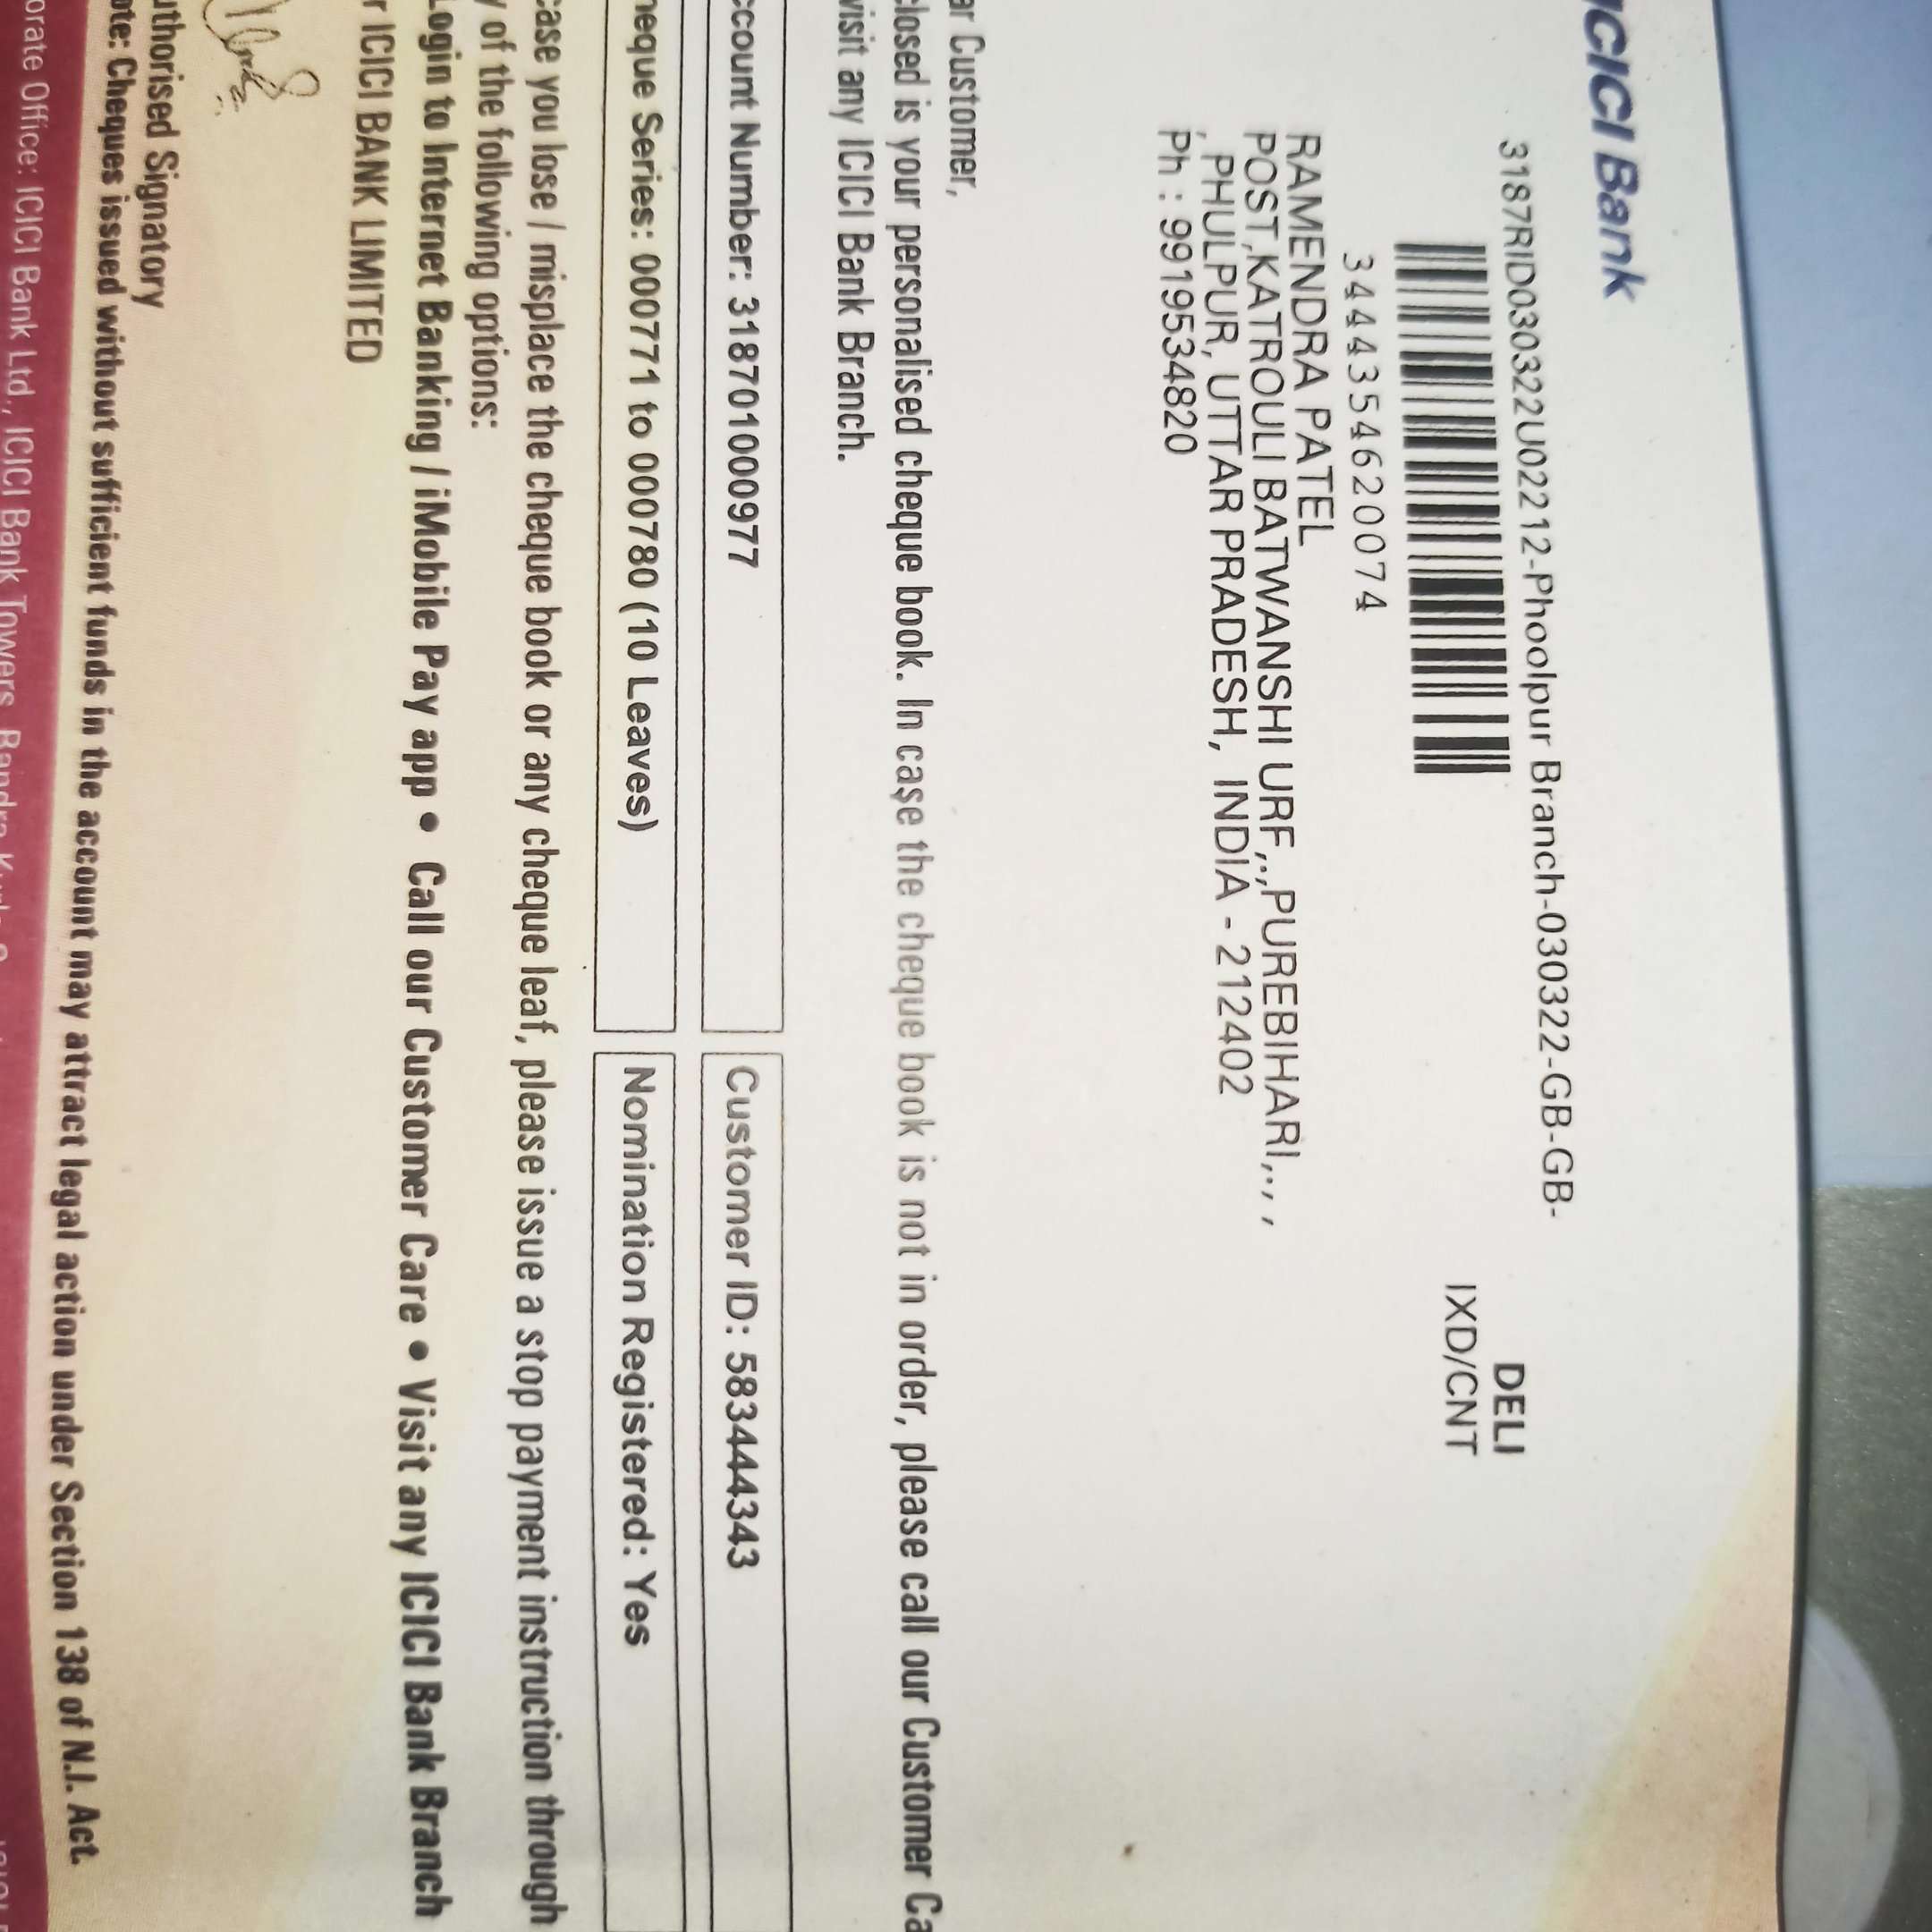 ICICI Bank
3187RID030322U02212-Phoolpur Branch-030322-GB-GB-
DELI
IXD/CNT
3444354620074
RAMENDRA PATEL
POST,KATROULI BATWANSHI URF,.,PUREBIHARI,., ,
, PHULPUR, UTTAR PRADESH, INDIA - 212402
Ph : 9919534820
ar Customer,
closed is your personalised cheque book. In case the cheque book is not in order, please call our Customer Ca
visit any ICICI Bank Branch.
ccount Number: 318701000977
Customer ID: 583444343
heque Series: 000771 to 000780 (10 Leaves)
Nomination Registered: Yes
case you lose / misplace the cheque book or any cheque leaf, please issue a stop payment instruction through
y of the following options:
Login to Internet Banking / iMobile Pay app • Call our Customer Care • Visit any ICICI Bank Branch
r ICICI BANK LIMITED
uthorised Signatory
ote: Cheques issued without sufficient funds in the account may attract legal action under Section 138 of N.I. Act.
orate Office: ICICI Bank Ltd., ICICI Bank Towers, Bandra